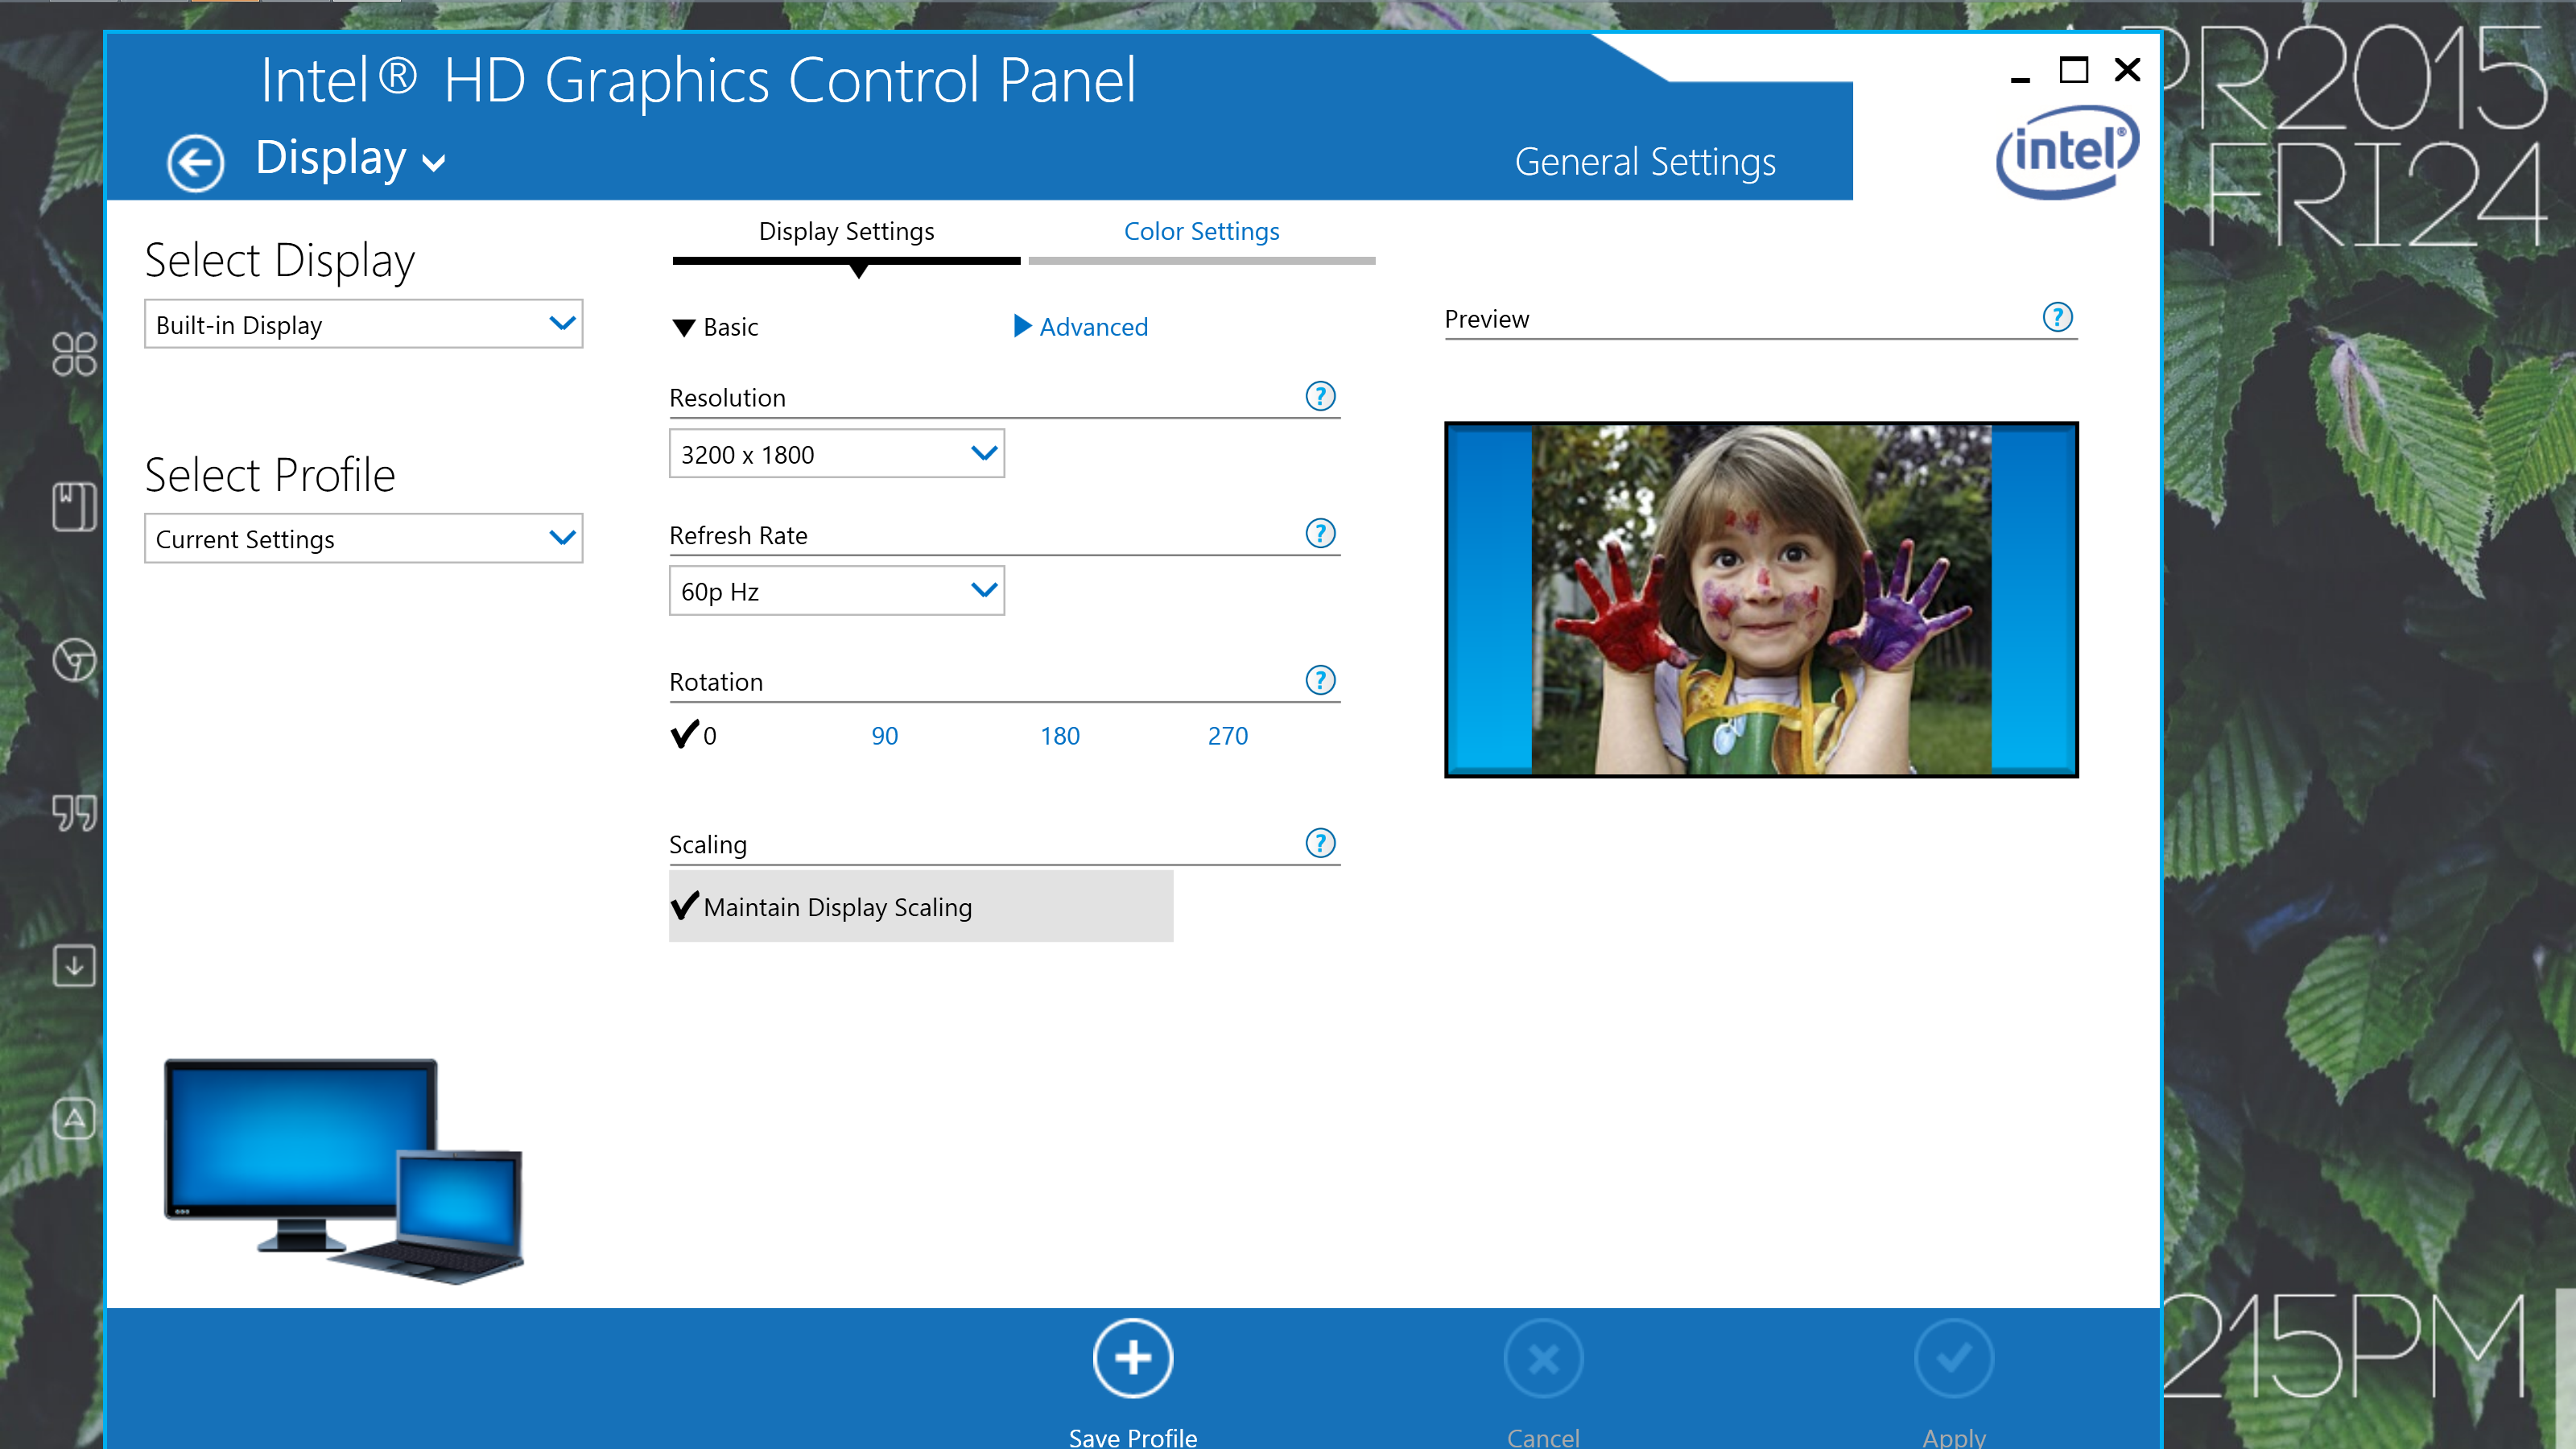 Intel® HD Graphics Control Panel
Display
General Settings
intel®
PR2015
FRI24
Select Display
Built-in Display
Select Profile
Current Settings
Display Settings
Color Settings
Basic
Advanced
Resolution
?
3200 x 1800
Refresh Rate
?
60p Hz
Rotation
?
0
90
180
270
Scaling
?
Maintain Display Scaling
Preview
?
215PM
Save Profile
Cancel
Apply